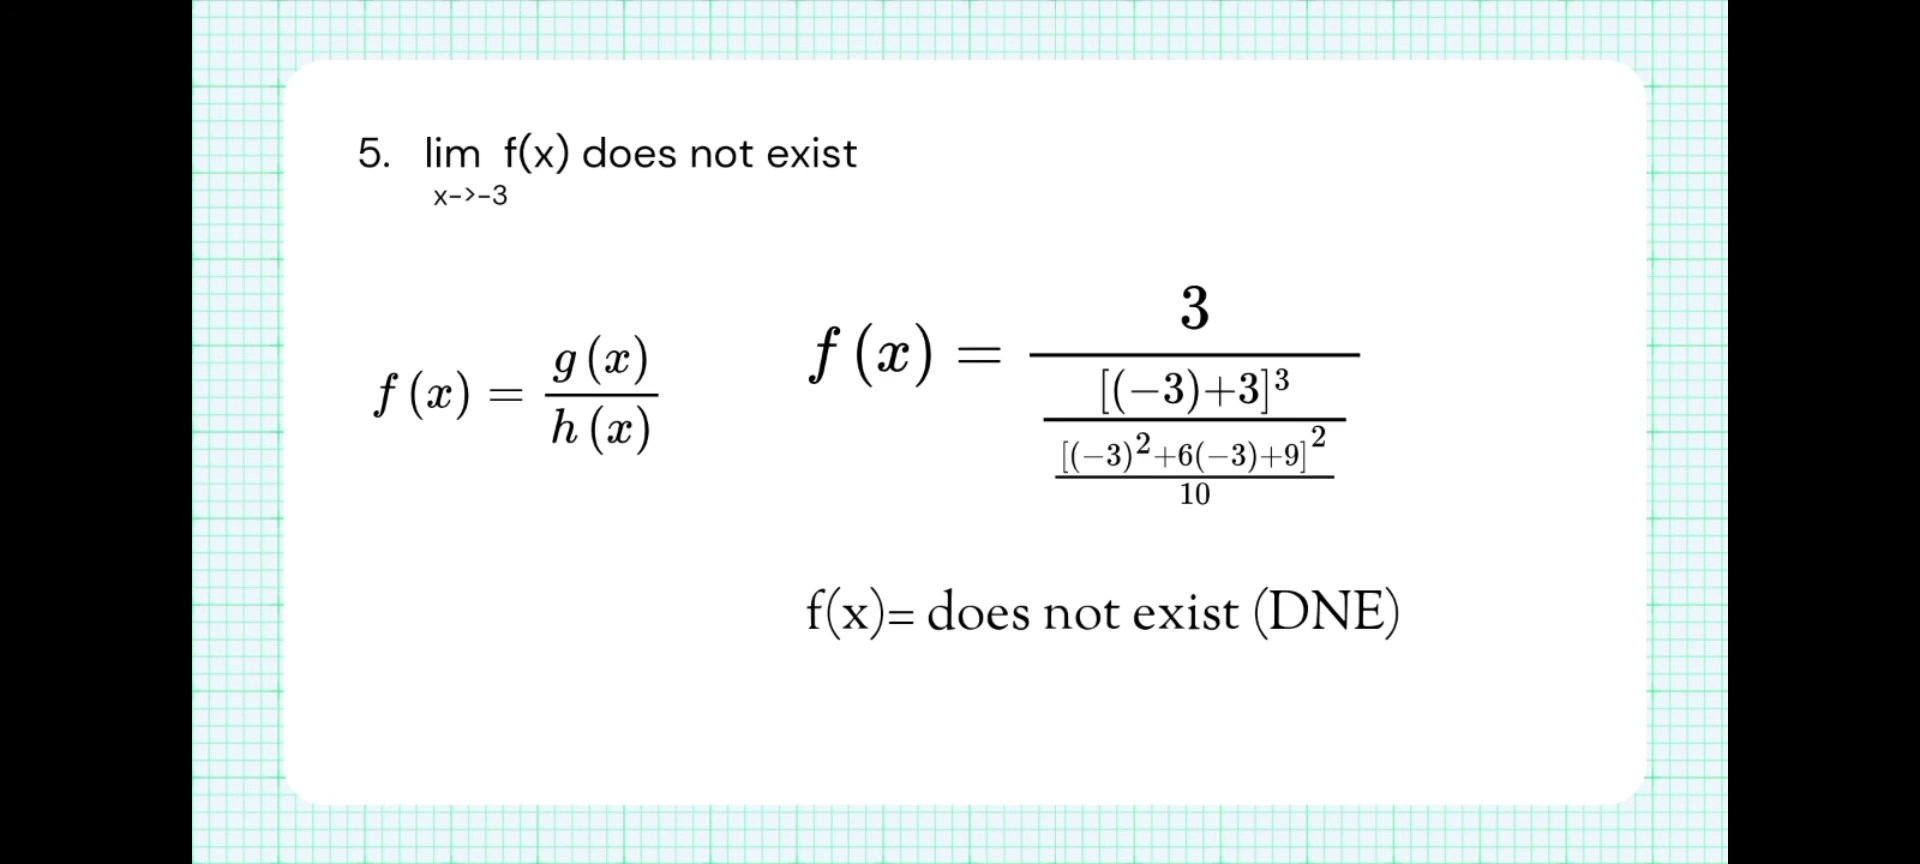 5. lim f(x) does not exist
x->-3
f(x) = g(x)/h(x)
f(x) = 3/([(−3)+3]³/([(−3)²+6(−3)+9]²/10))
f(x)= does not exist (DNE)